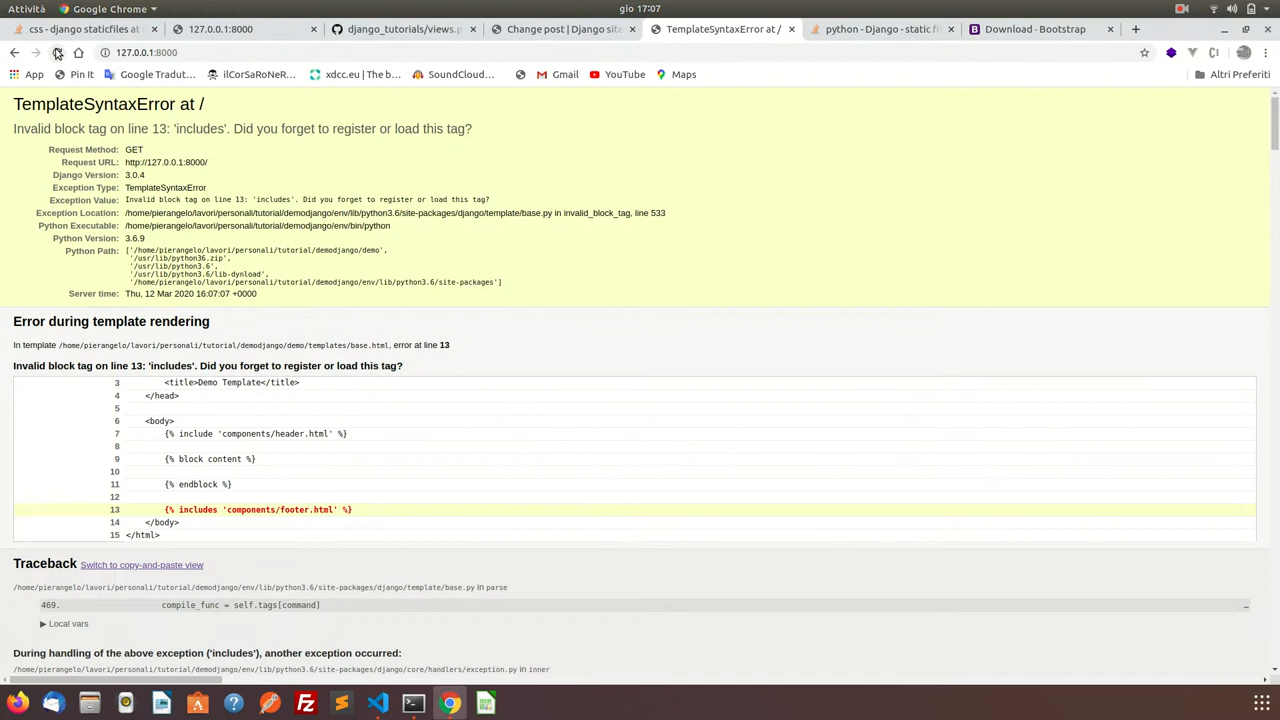 Attività
Google Chrome
gio 17:07
css - django staticfiles at
127.0.0.1:8000
django_tutorials/views.p
Change post | Django site
TemplateSyntaxError at /
python - Django - static fi
Download · Bootstrap
127.0.0.1:8000
App
Pin It
Google Tradut...
ilCorSaRoNeR...
xdcc.eu | The b...
SoundCloud...
Gmail
YouTube
Maps
Altri Preferiti
TemplateSyntaxError at /
Invalid block tag on line 13: 'includes'. Did you forget to register or load this tag?
Request Method: GET
Request URL: http://127.0.0.1:8000/
Django Version: 3.0.4
Exception Type: TemplateSyntaxError
Exception Value: Invalid block tag on line 13: 'includes'. Did you forget to register or load this tag?
Exception Location: /home/pierangelo/lavori/personali/tutorial/demodjango/env/lib/python3.6/site-packages/django/template/base.py in invalid_block_tag, line 533
Python Executable: /home/pierangelo/lavori/personali/tutorial/demodjango/env/bin/python
Python Version: 3.6.9
Python Path: ['/home/pierangelo/lavori/personali/tutorial/demodjango/demo',
'/usr/lib/python36.zip',
'/usr/lib/python3.6',
'/usr/lib/python3.6/lib-dynload',
'/home/pierangelo/lavori/personali/tutorial/demodjango/env/lib/python3.6/site-packages']
Server time: Thu, 12 Mar 2020 16:07:07 +0000
Error during template rendering
In template /home/pierangelo/lavori/personali/tutorial/demodjango/demo/templates/base.html, error at line 13
Invalid block tag on line 13: 'includes'. Did you forget to register or load this tag?
3 <title>Demo Template</title>
4 </head>
5
6 <body>
7 {% include 'components/header.html' %}
8
9 {% block content %}
10
11 {% endblock %}
12
13 {% includes 'components/footer.html' %}
14 </body>
15 </html>
Traceback Switch to copy-and-paste view
/home/pierangelo/lavori/personali/tutorial/demodjango/env/lib/python3.6/site-packages/django/template/base.py in parse
469. compile_func = self.tags[command]
…
▶ Local vars
During handling of the above exception ('includes'), another exception occurred:
/home/pierangelo/lavori/personali/tutorial/demodjango/env/lib/python3.6/site-packages/django/core/handlers/exception.py in inner